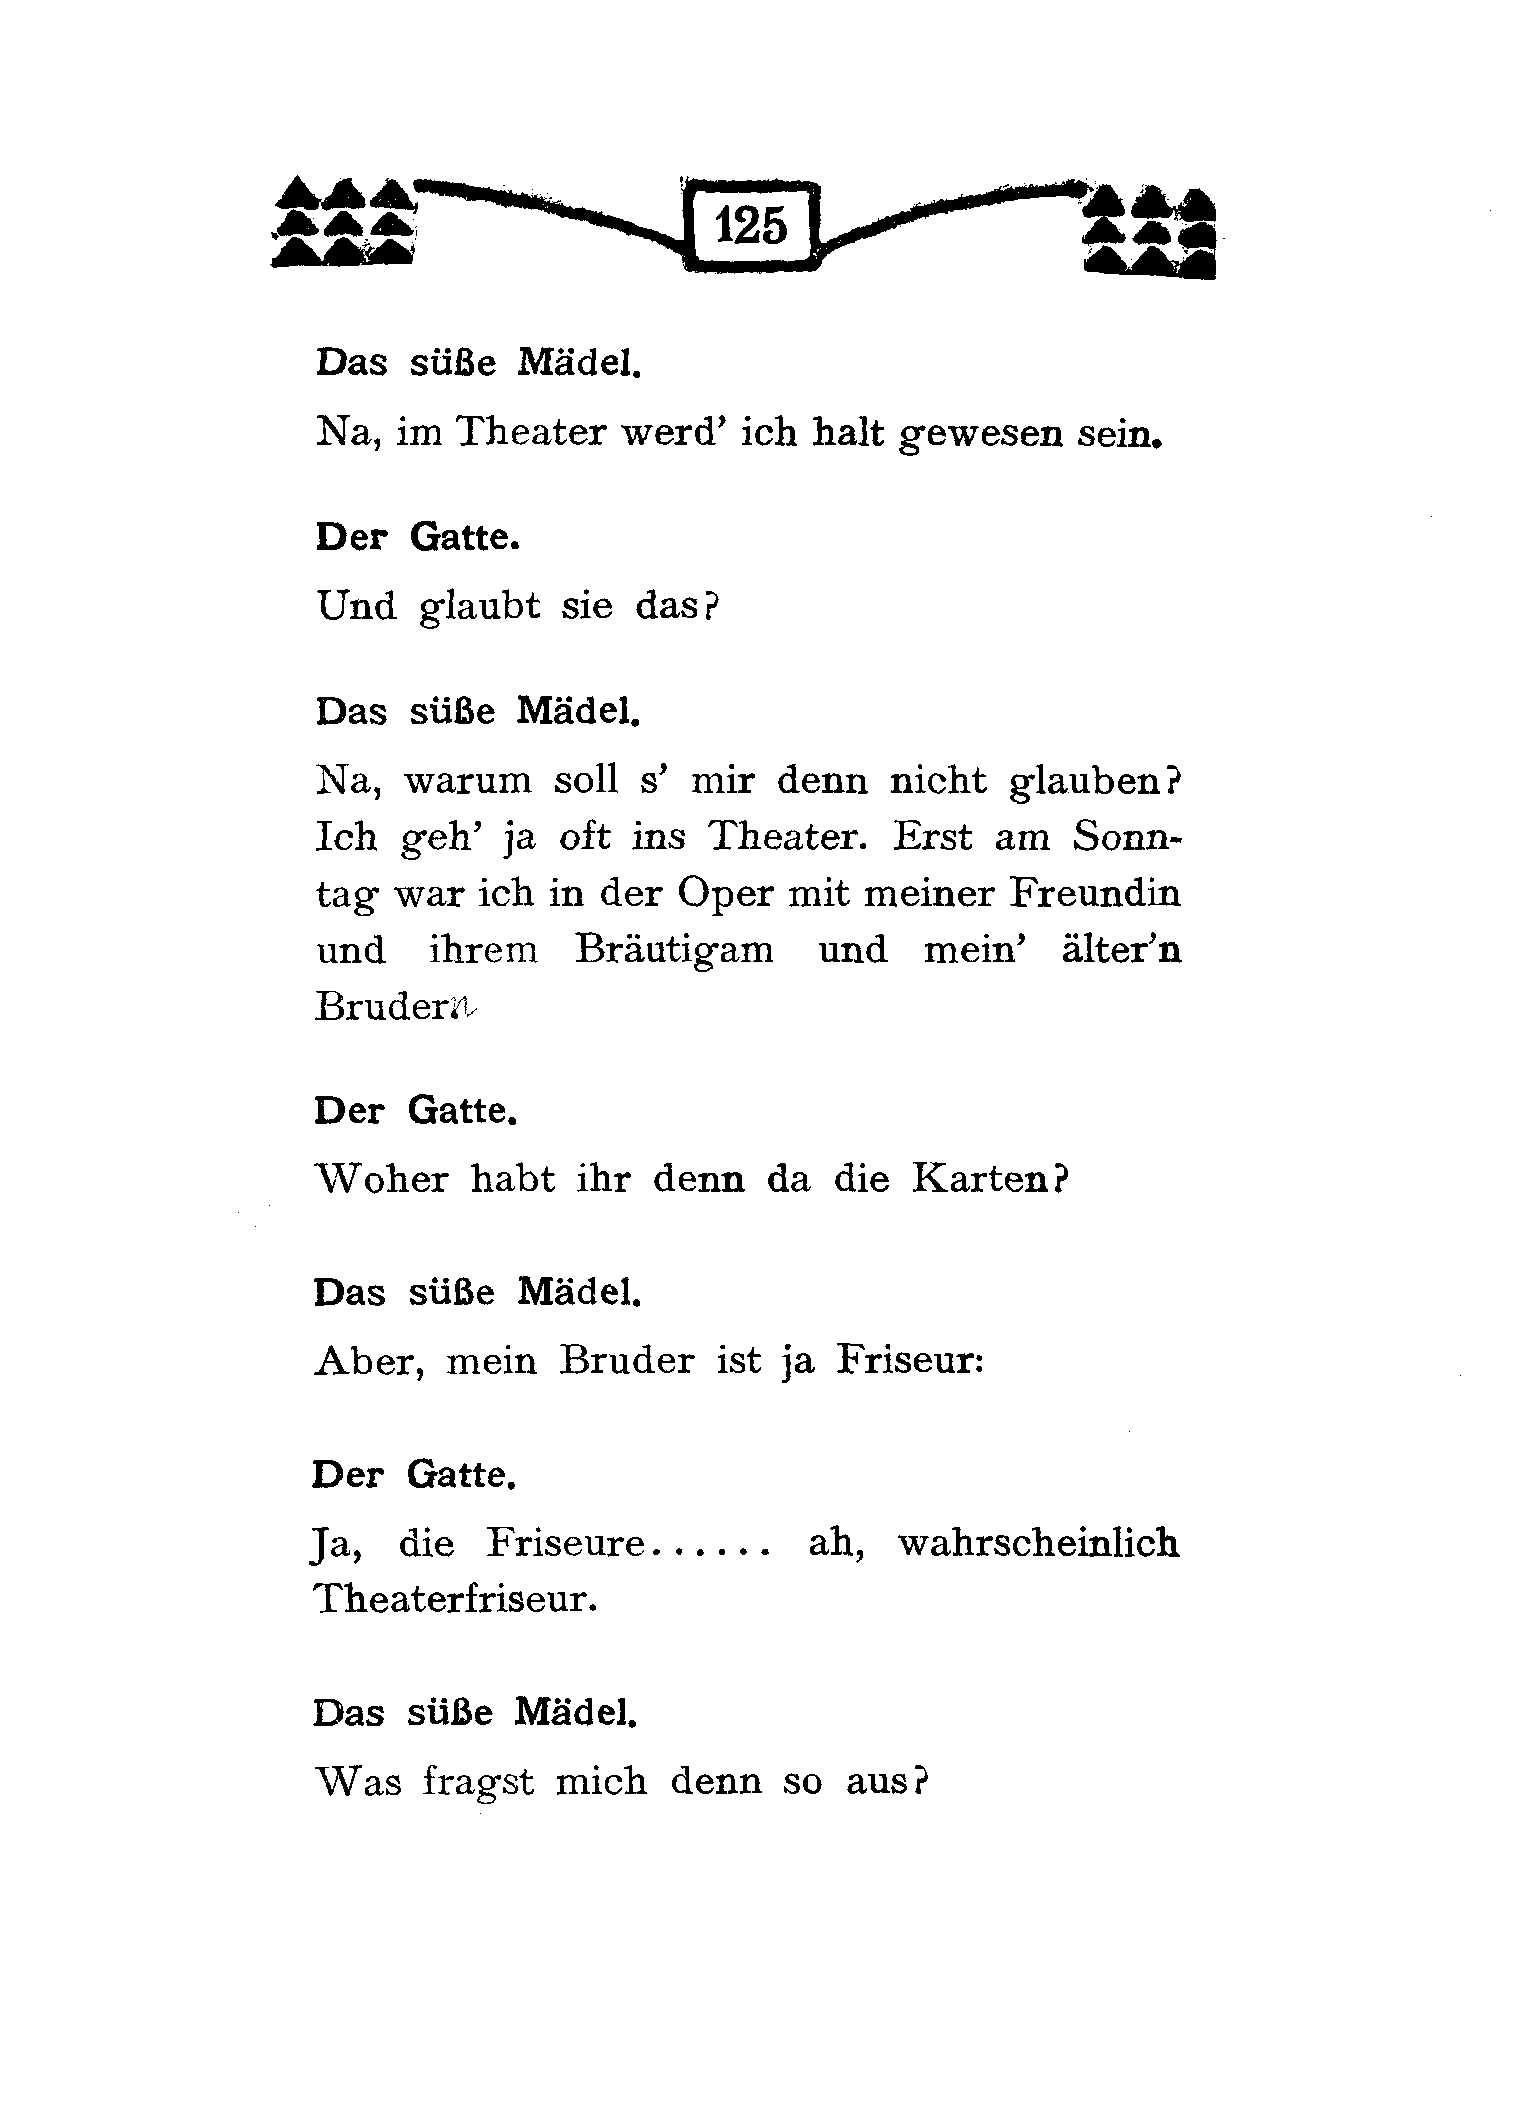 125
Das süße Mädel.
Na, im Theater werd’ ich halt gewesen sein.
Der Gatte.
Und glaubt sie das?
Das süße Mädel.
Na, warum soll s’ mir denn nicht glauben?
Ich geh’ ja oft ins Theater. Erst am Sonn-
tag war ich in der Oper mit meiner Freundin
und ihrem Bräutigam und mein’ älter’n
Brudern
Der Gatte.
Woher habt ihr denn da die Karten?
Das süße Mädel.
Aber, mein Bruder ist ja Friseur:
Der Gatte.
Ja, die Friseure...... ah, wahrscheinlich
Theaterfriseur.
Das süße Mädel.
Was fragst mich denn so aus?